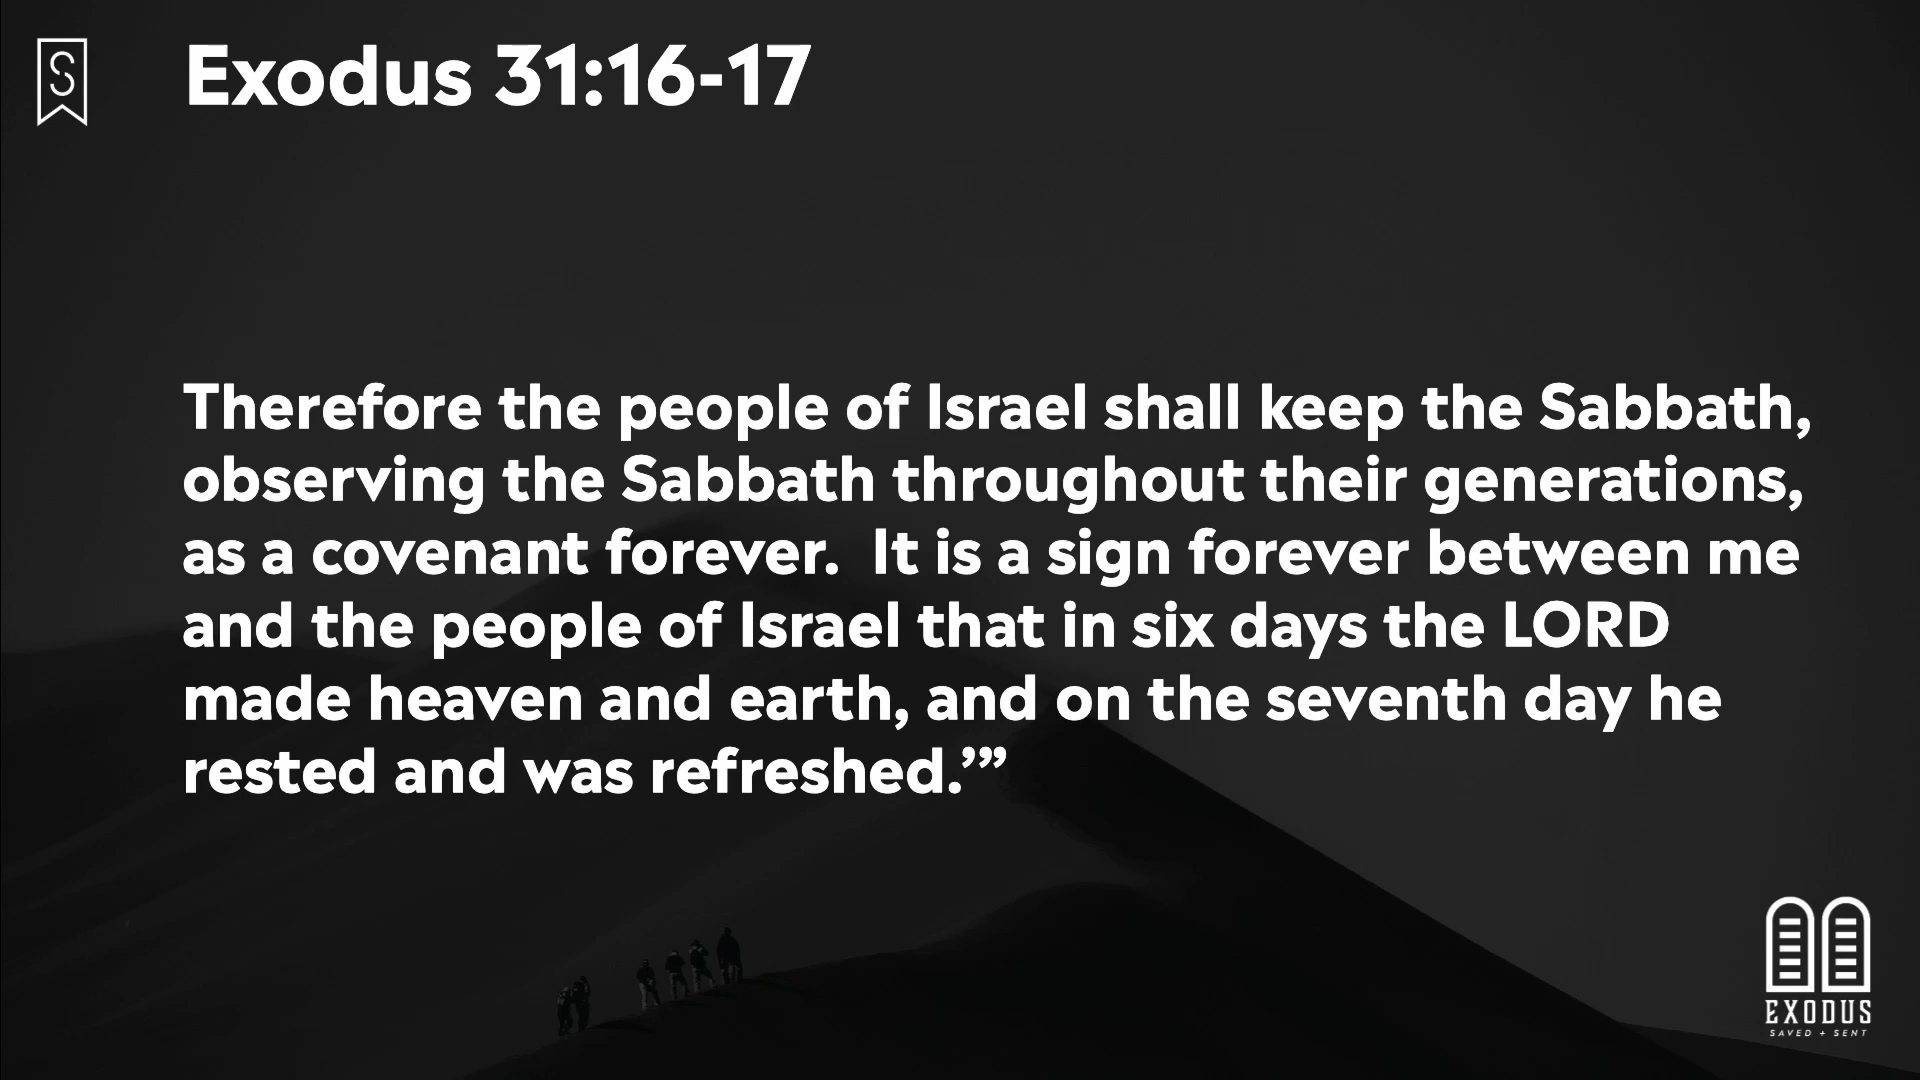 S
Exodus 31:16-17
Therefore the people of Israel shall keep the Sabbath,
observing the Sabbath throughout their generations,
as a covenant forever.  It is a sign forever between me
and the people of Israel that in six days the LORD
made heaven and earth, and on the seventh day he
rested and was refreshed.’”
EXODUS
SAVED + SENT